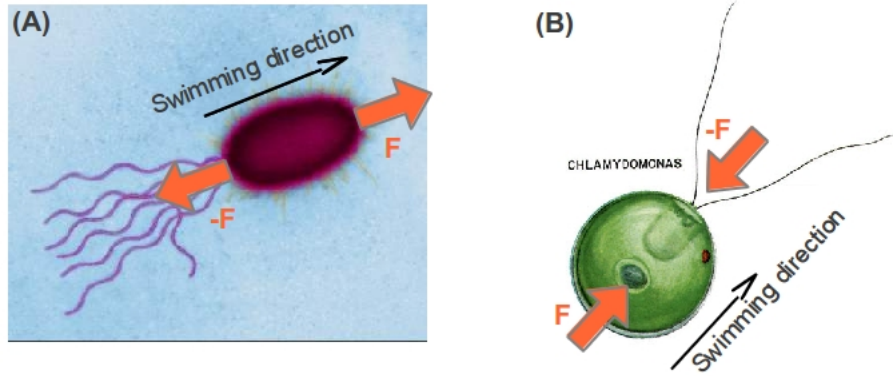 (A)
Swimming direction
F
-F
(B)
-F
CHLAMYDOMONAS
F
Swimming direction